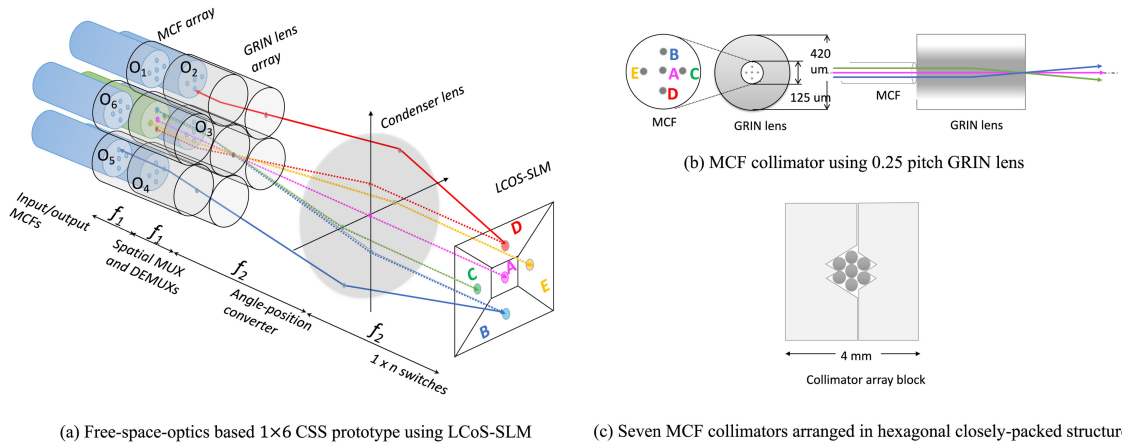 MCF array
GRIN lens
array
O1
O2
O6
O3
O5
O4
Condenser lens
LCOS-SLM
D
A
E
C
B
Input/output
MCFs
f1
f1
Spatial MUX
and DEMUXs
f2
Angle-position
converter
f2
1 x n switches
(a) Free-space-optics based 1×6 CSS prototype using LCoS-SLM
B
E
A
C
D
MCF
420
um
125 um
GRIN lens
MCF
GRIN lens
(b) MCF collimator using 0.25 pitch GRIN lens
4 mm
Collimator array block
(c) Seven MCF collimators arranged in hexagonal closely-packed structur